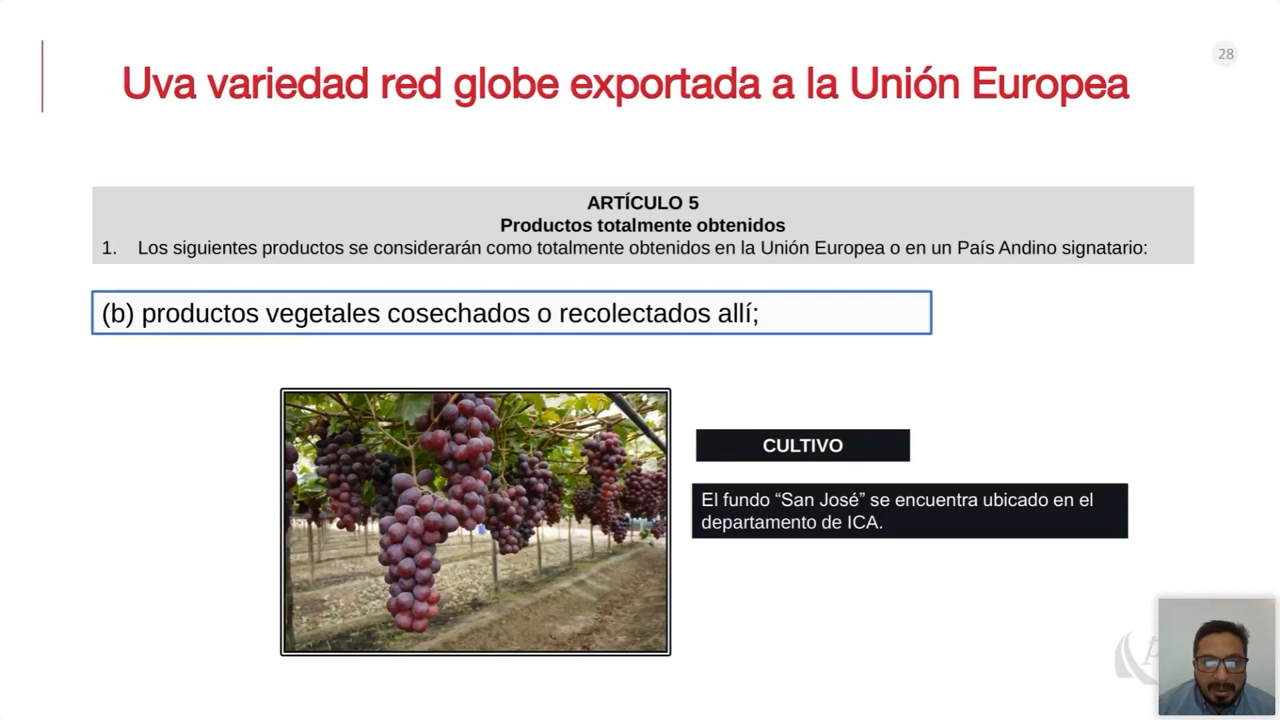 28
Uva variedad red globe exportada a la Unión Europea
ARTÍCULO 5
Productos totalmente obtenidos
1. Los siguientes productos se considerarán como totalmente obtenidos en la Unión Europea o en un País Andino signatario:
(b) productos vegetales cosechados o recolectados allí;
CULTIVO
El fundo “San José” se encuentra ubicado en el
departamento de ICA.